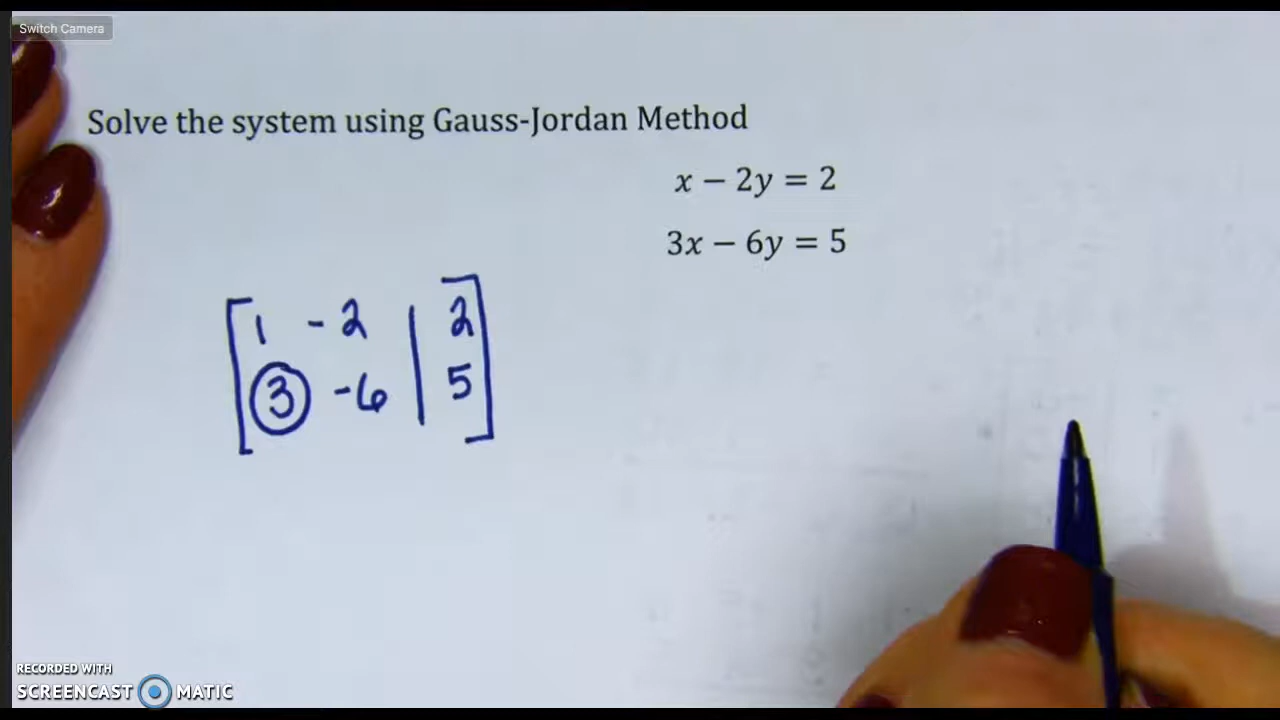 Switch Camera
Solve the system using Gauss-Jordan Method
x − 2y = 2
3x − 6y = 5
1 -2 | 2
3 -6 | 5
RECORDED WITH
SCREENCAST MATIC